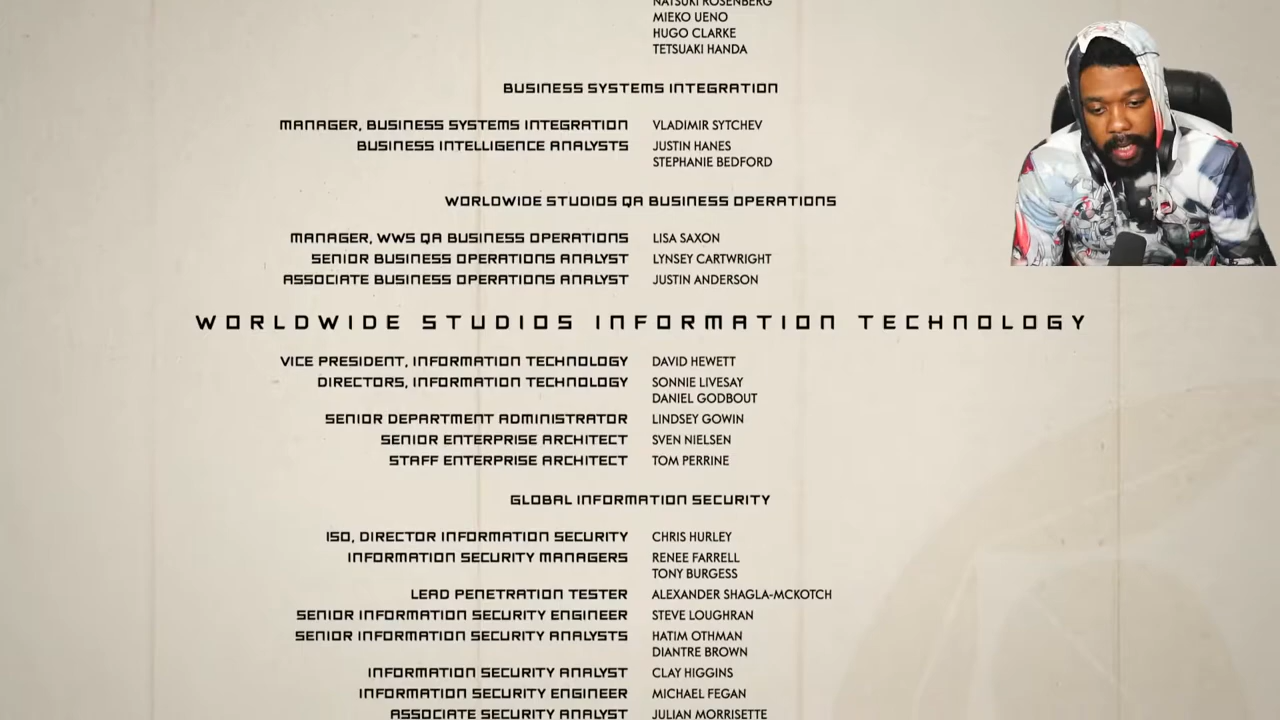 NATSUKI ROSENBERG
MIEKO UENO
HUGO CLARKE
TETSUAKI HANDA
BUSINESS SYSTEMS INTEGRATION
MANAGER, BUSINESS SYSTEMS INTEGRATION VLADIMIR SYTCHEV
BUSINESS INTELLIGENCE ANALYSTS JUSTIN HANES
STEPHANIE BEDFORD
WORLDWIDE STUDIOS QA BUSINESS OPERATIONS
MANAGER, WWS QA BUSINESS OPERATIONS LISA SAXON
SENIOR BUSINESS OPERATIONS ANALYST LYNSEY CARTWRIGHT
ASSOCIATE BUSINESS OPERATIONS ANALYST JUSTIN ANDERSON
WORLDWIDE STUDIOS INFORMATION TECHNOLOGY
VICE PRESIDENT, INFORMATION TECHNOLOGY DAVID HEWETT
DIRECTORS, INFORMATION TECHNOLOGY SONNIE LIVESAY
DANIEL GODBOUT
SENIOR DEPARTMENT ADMINISTRATOR LINDSEY GOWIN
SENIOR ENTERPRISE ARCHITECT SVEN NIELSEN
STAFF ENTERPRISE ARCHITECT TOM PERRINE
GLOBAL INFORMATION SECURITY
ISO, DIRECTOR INFORMATION SECURITY CHRIS HURLEY
INFORMATION SECURITY MANAGERS RENEE FARRELL
TONY BURGESS
LEAD PENETRATION TESTER ALEXANDER SHAGLA-MCKOTCH
SENIOR INFORMATION SECURITY ENGINEER STEVE LOUGHRAN
SENIOR INFORMATION SECURITY ANALYSTS HATIM OTHMAN
DIANTRE BROWN
INFORMATION SECURITY ANALYST CLAY HIGGINS
INFORMATION SECURITY ENGINEER MICHAEL FEGAN
ASSOCIATE SECURITY ANALYST JULIAN MORRISETTE